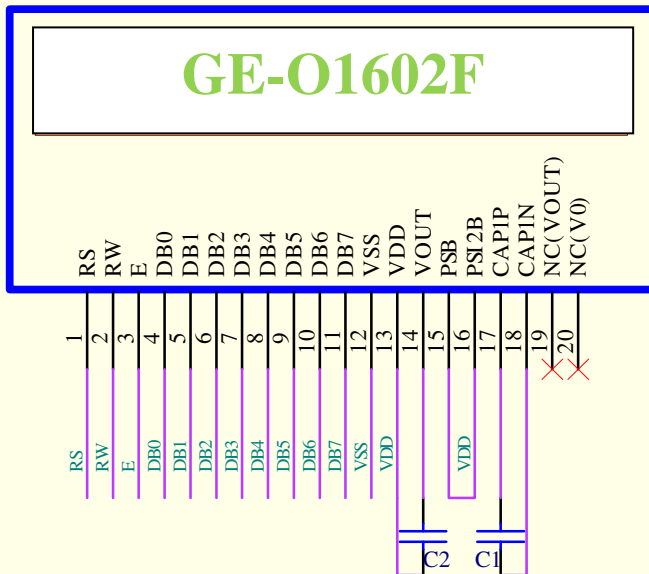 GE-O1602F
RS
RW
E
DB0
DB1
DB2
DB3
DB4
DB5
DB6
DB7
VSS
VDD
VOUT
PSB
PSI2B
CAP1P
CAP1N
NC(VOUT)
NC(V0)
1
2
3
4
5
6
7
8
9
10
11
12
13
14
15
16
17
18
19
20
RS
RW
E
DB0
DB1
DB2
DB3
DB4
DB5
DB6
DB7
VSS
VDD
VDD
C2
C1